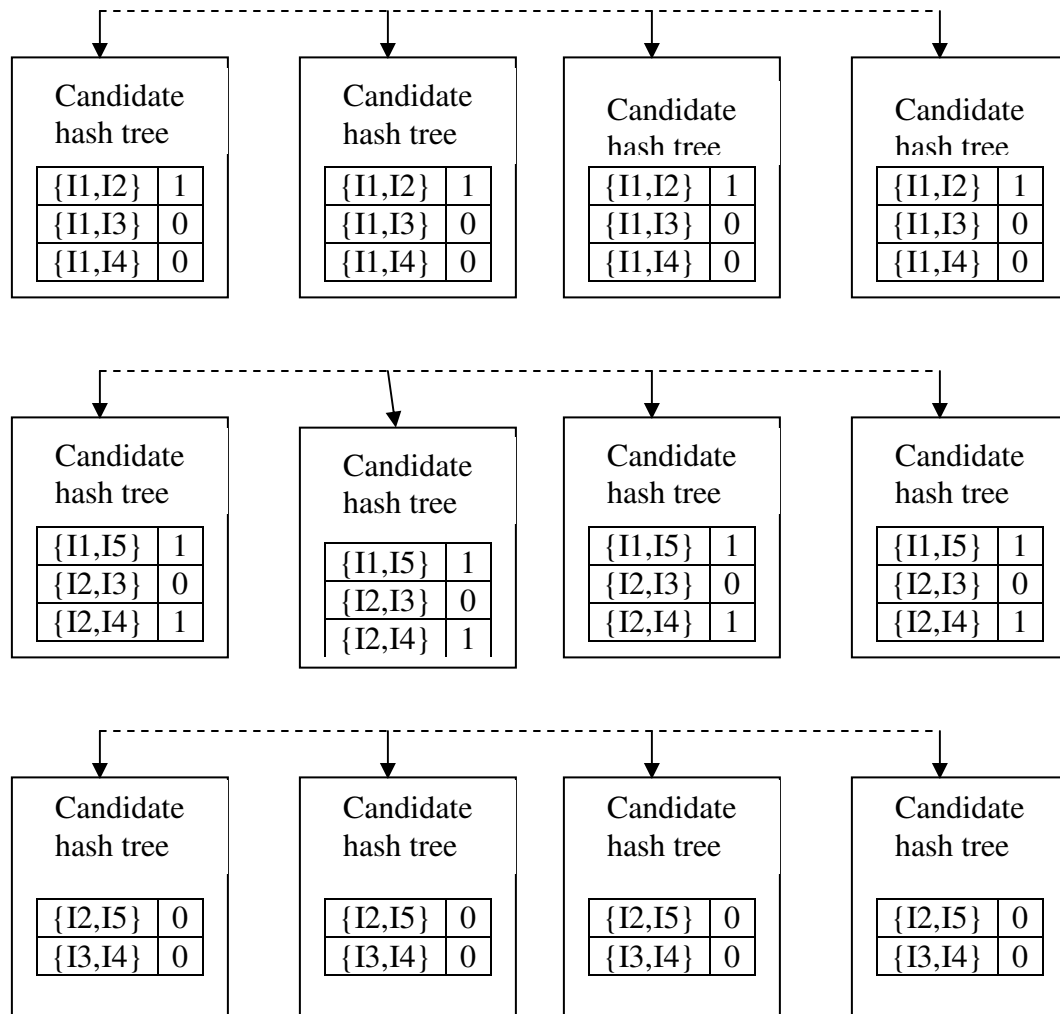 Candidate
hash tree
{I1,I2} 1
{I1,I3} 0
{I1,I4} 0
Candidate
hash tree
{I1,I2} 1
{I1,I3} 0
{I1,I4} 0
Candidate
hash tree
{I1,I2} 1
{I1,I3} 0
{I1,I4} 0
Candidate
hash tree
{I1,I2} 1
{I1,I3} 0
{I1,I4} 0
Candidate
hash tree
{I1,I5} 1
{I2,I3} 0
{I2,I4} 1
Candidate
hash tree
{I1,I5} 1
{I2,I3} 0
{I2,I4} 1
Candidate
hash tree
{I1,I5} 1
{I2,I3} 0
{I2,I4} 1
Candidate
hash tree
{I1,I5} 1
{I2,I3} 0
{I2,I4} 1
Candidate
hash tree
{I2,I5} 0
{I3,I4} 0
Candidate
hash tree
{I2,I5} 0
{I3,I4} 0
Candidate
hash tree
{I2,I5} 0
{I3,I4} 0
Candidate
hash tree
{I2,I5} 0
{I3,I4} 0